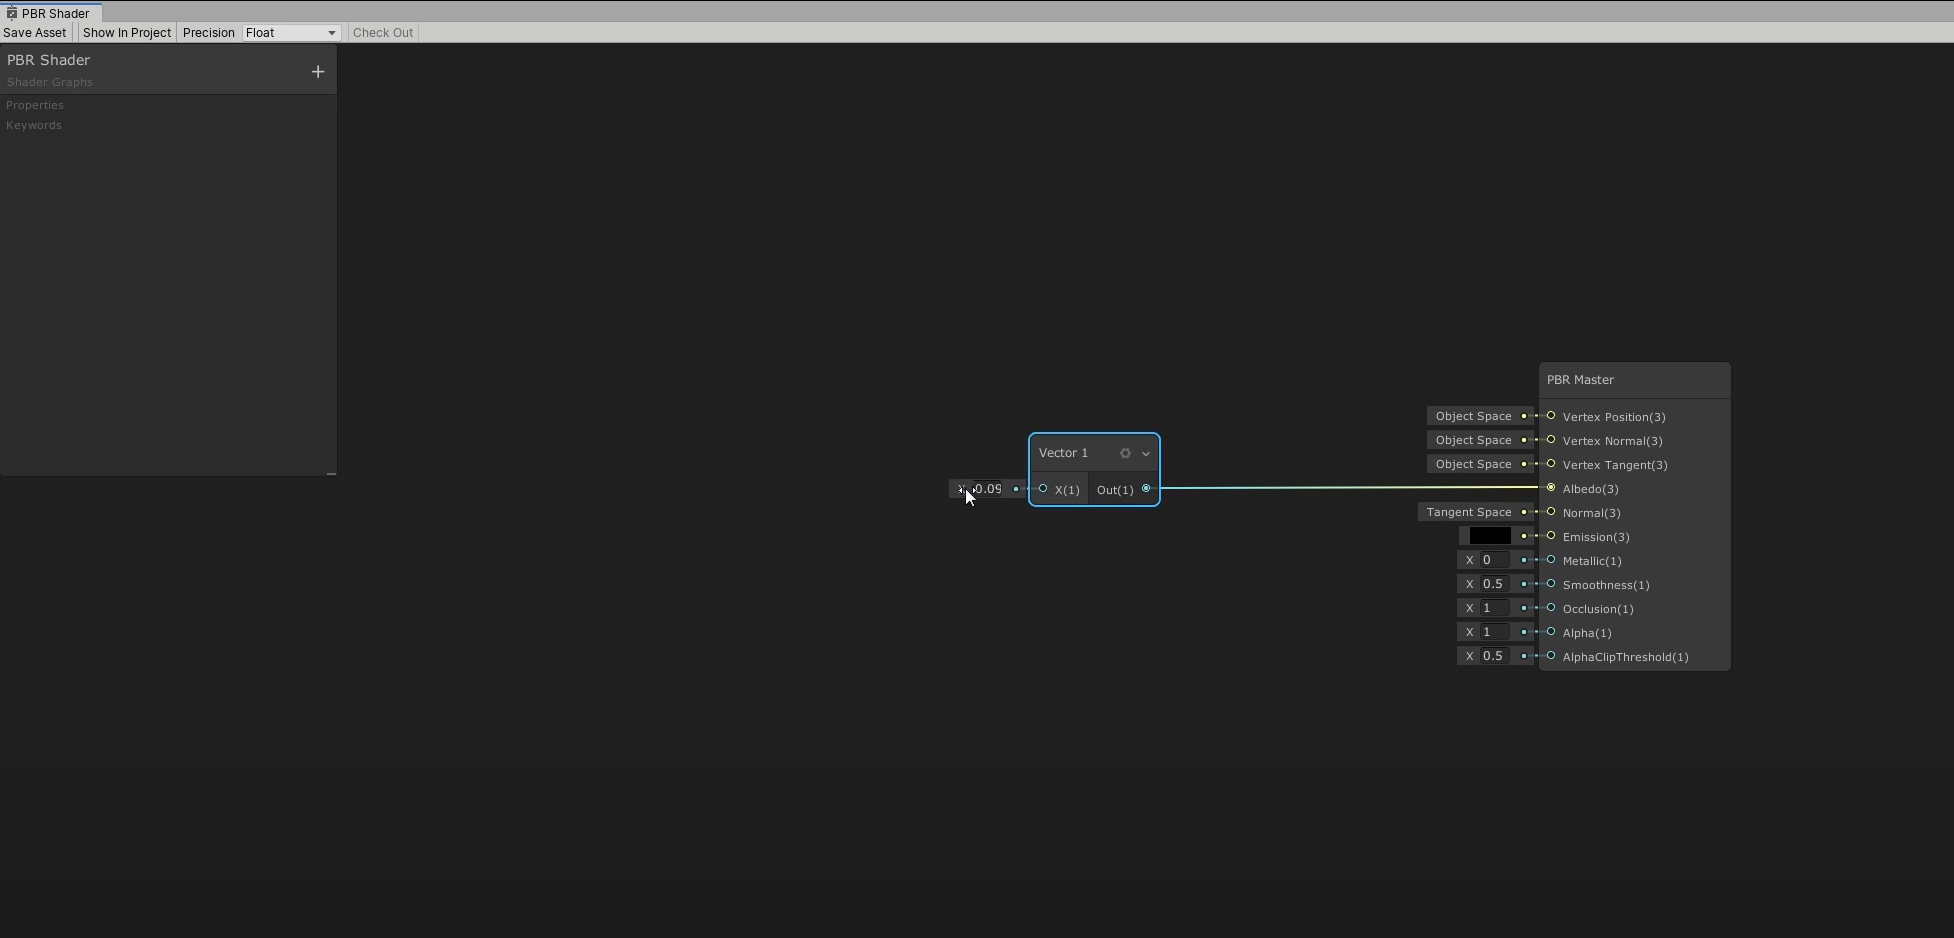 PBR Shader
Save Asset Show In Project Precision Float Check Out
PBR Shader
Shader Graphs
Properties
Keywords
Vector 1
0.09 X(1) Out(1)
PBR Master
Object Space Vertex Position(3)
Object Space Vertex Normal(3)
Object Space Vertex Tangent(3)
Albedo(3)
Tangent Space Normal(3)
Emission(3)
X 0 Metallic(1)
X 0.5 Smoothness(1)
X 1 Occlusion(1)
X 1 Alpha(1)
X 0.5 AlphaClipThreshold(1)